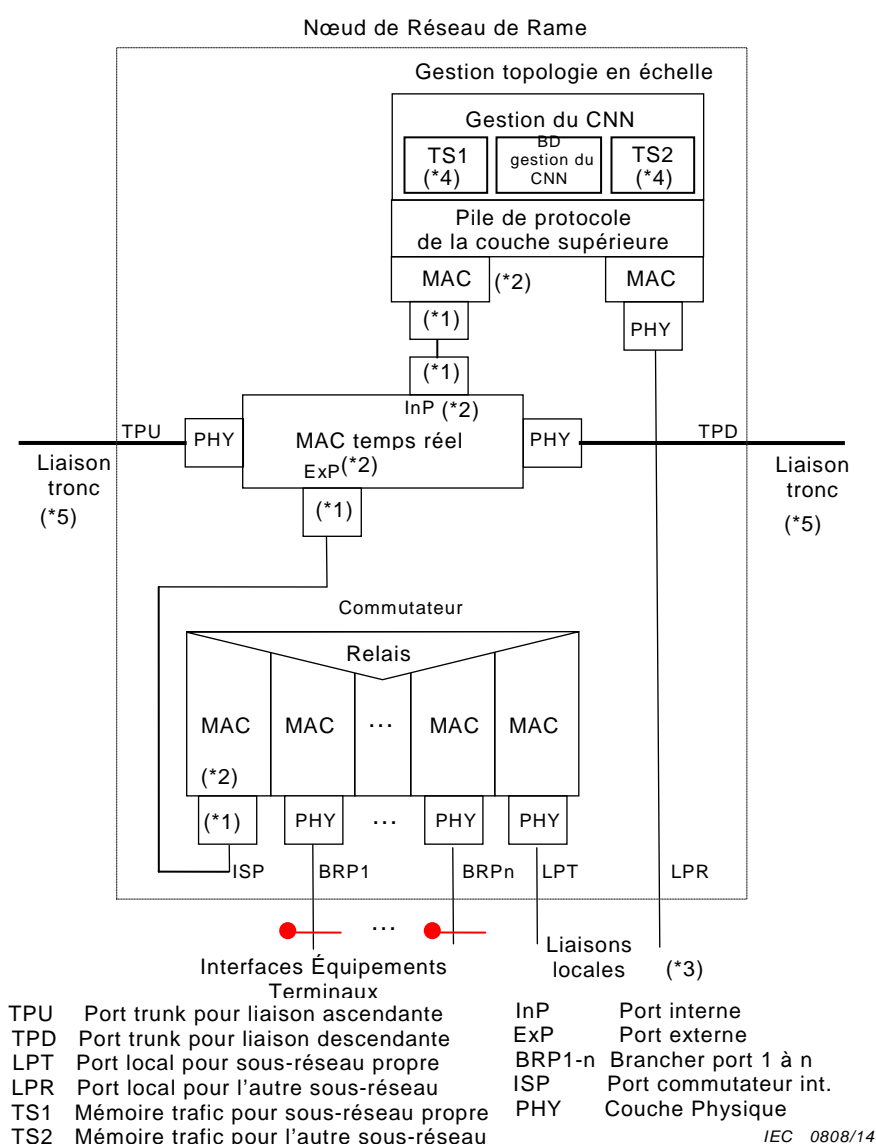 Nœud de Réseau de Rame
Gestion topologie en échelle
Gestion du CNN
TS1
(*4)
BD
gestion du
CNN
TS2
(*4)
Pile de protocole
de la couche supérieure
MAC
(*2)
MAC
(*1)
PHY
(*1)
InP (*2)
TPU
PHY
MAC temps réel
PHY
TPD
ExP(*2)
Liaison
tronc
(*5)
Liaison
tronc
(*5)
(*1)
Commutateur
Relais
MAC
MAC
...
MAC
MAC
(*2)
(*1)
PHY
...
PHY
PHY
ISP
BRP1
BRPn
LPT
LPR
...
Interfaces Équipements
Terminaux
Liaisons
locales
(*3)
TPU Port trunk pour liaison ascendante
TPD Port trunk pour liaison descendante
LPT Port local pour sous-réseau propre
LPR Port local pour l'autre sous-réseau
TS1 Mémoire trafic pour sous-réseau propre
TS2 Mémoire trafic pour l'autre sous-réseau
InP Port interne
ExP Port externe
BRP1-n Brancher port 1 à n
ISP Port commutateur int.
PHY Couche Physique
IEC 0808/14